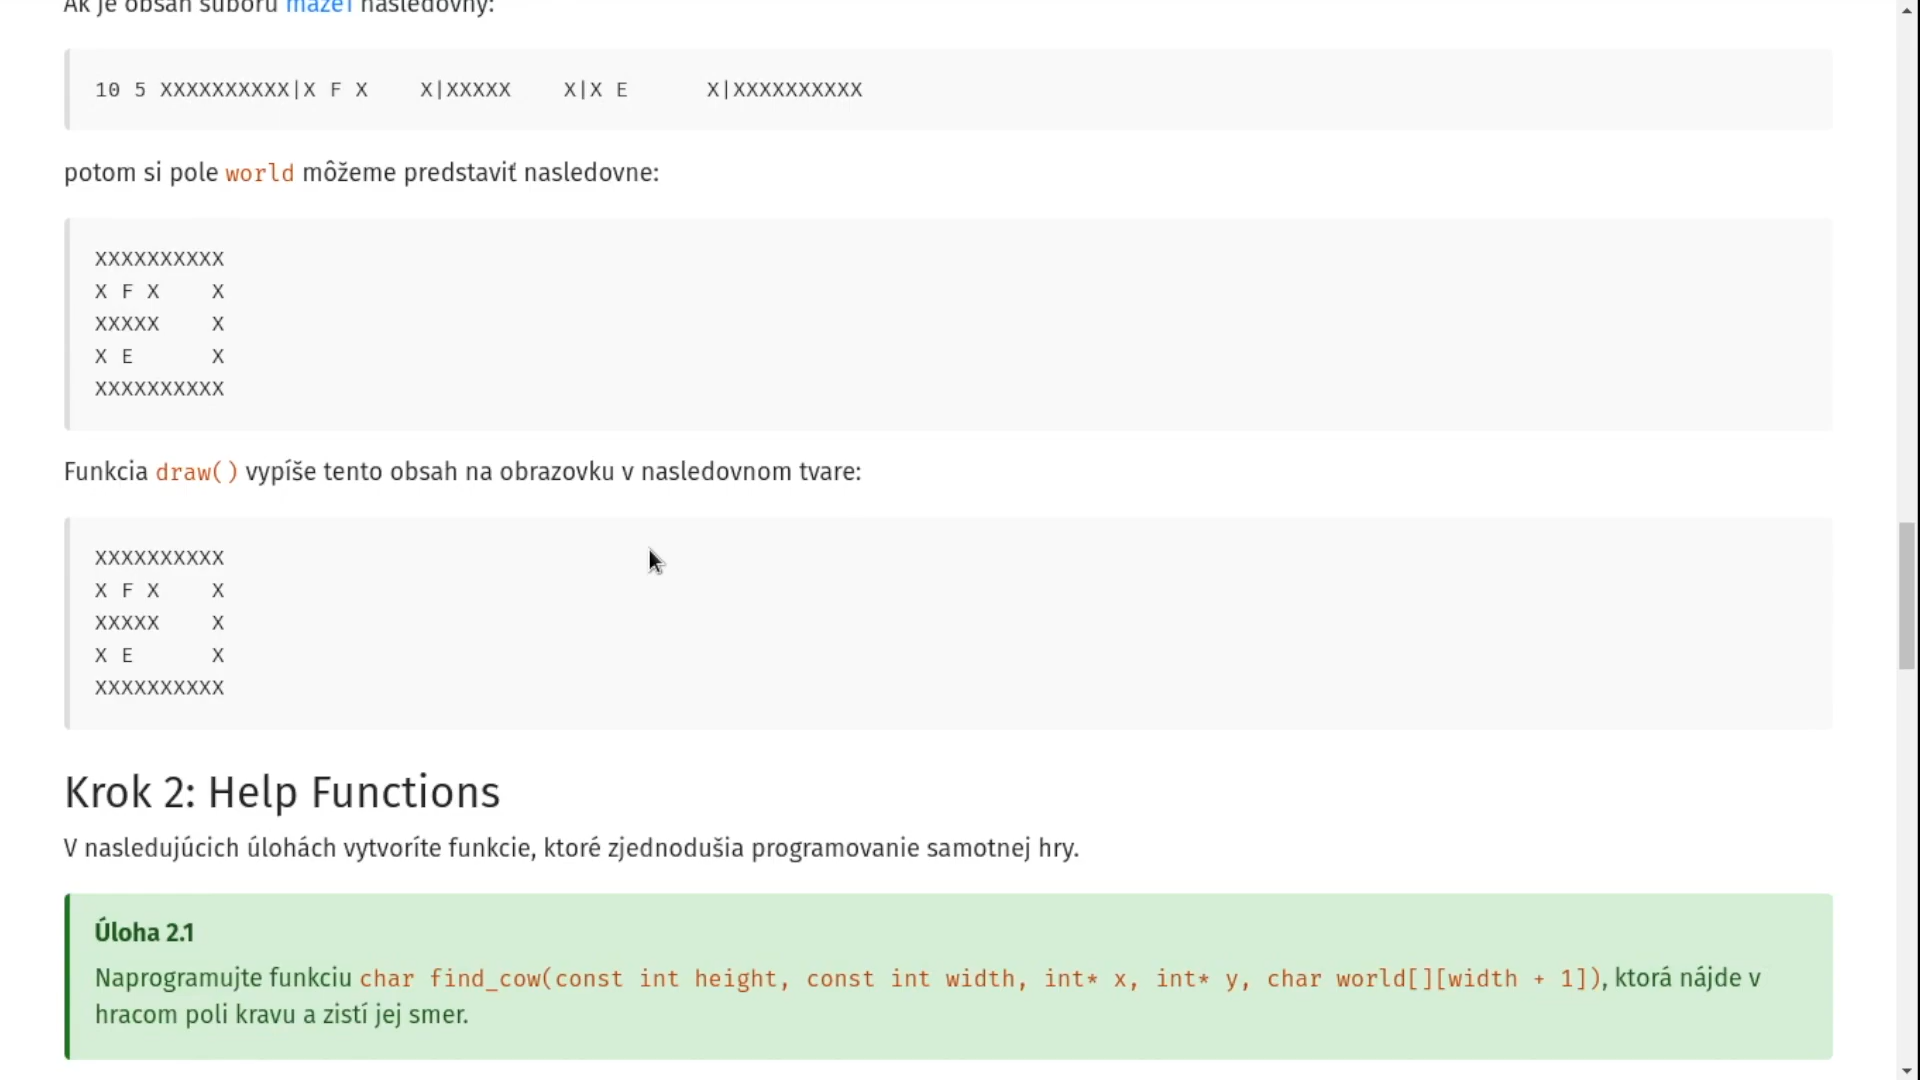 Ak je obsah súboru maze1 nasledovný:
10 5 XXXXXXXXXX|X F X    X|XXXXX    X|X E      X|XXXXXXXXXX
potom si pole world môžeme predstaviť nasledovne:
XXXXXXXXXX
X F X    X
XXXXX    X
X E      X
XXXXXXXXXX
Funkcia draw() vypíše tento obsah na obrazovku v nasledovnom tvare:
XXXXXXXXXX
X F X    X
XXXXX    X
X E      X
XXXXXXXXXX
Krok 2: Help Functions
V nasledujúcich úlohách vytvoríte funkcie, ktoré zjednodušia programovanie samotnej hry.
Úloha 2.1
Naprogramujte funkciu char find_cow(const int height, const int width, int* x, int* y, char world[][width + 1]), ktorá nájde v
hracom poli kravu a zistí jej smer.